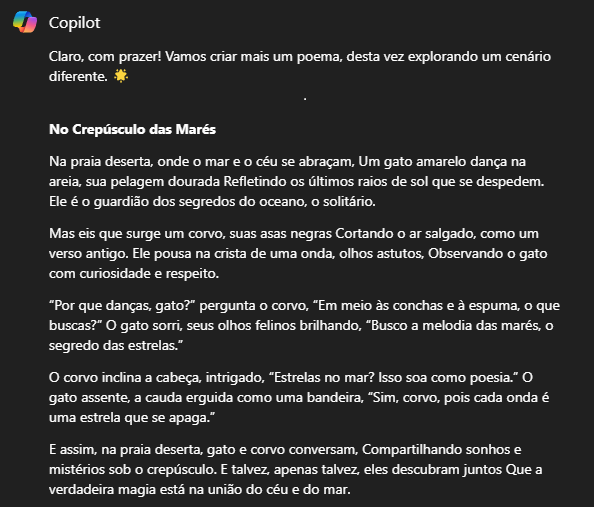 Copilot
Claro, com prazer! Vamos criar mais um poema, desta vez explorando um cenário
diferente. 🌟
.
No Crepúsculo das Marés
Na praia deserta, onde o mar e o céu se abraçam, Um gato amarelo dança na
areia, sua pelagem dourada Refletindo os últimos raios de sol que se despedem.
Ele é o guardião dos segredos do oceano, o solitário.
Mas eis que surge um corvo, suas asas negras Cortando o ar salgado, como um
verso antigo. Ele pousa na crista de uma onda, olhos astutos, Observando o gato
com curiosidade e respeito.
“Por que danças, gato?” pergunta o corvo, “Em meio às conchas e à espuma, o que
buscas?” O gato sorri, seus olhos felinos brilhando, “Busco a melodia das marés, o
segredo das estrelas.”
O corvo inclina a cabeça, intrigado, “Estrelas no mar? Isso soa como poesia.” O
gato assente, a cauda erguida como uma bandeira, “Sim, corvo, pois cada onda é
uma estrela que se apaga.”
E assim, na praia deserta, gato e corvo conversam, Compartilhando sonhos e
mistérios sob o crepúsculo. E talvez, apenas talvez, eles descubram juntos Que a
verdadeira magia está na união do céu e do mar.